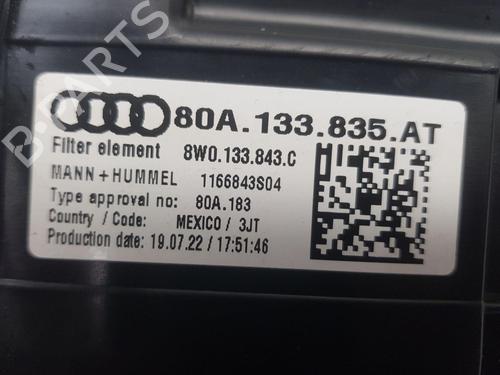 80A.133.835.AT
Filter element 8W0.133.843.C
MANN+HUMMEL 1166843S04
Type approval no: 80A.183
Country / Code: MEXICO / 3JT
Production date: 19.07.22 / 17:51:46
B-PARTS